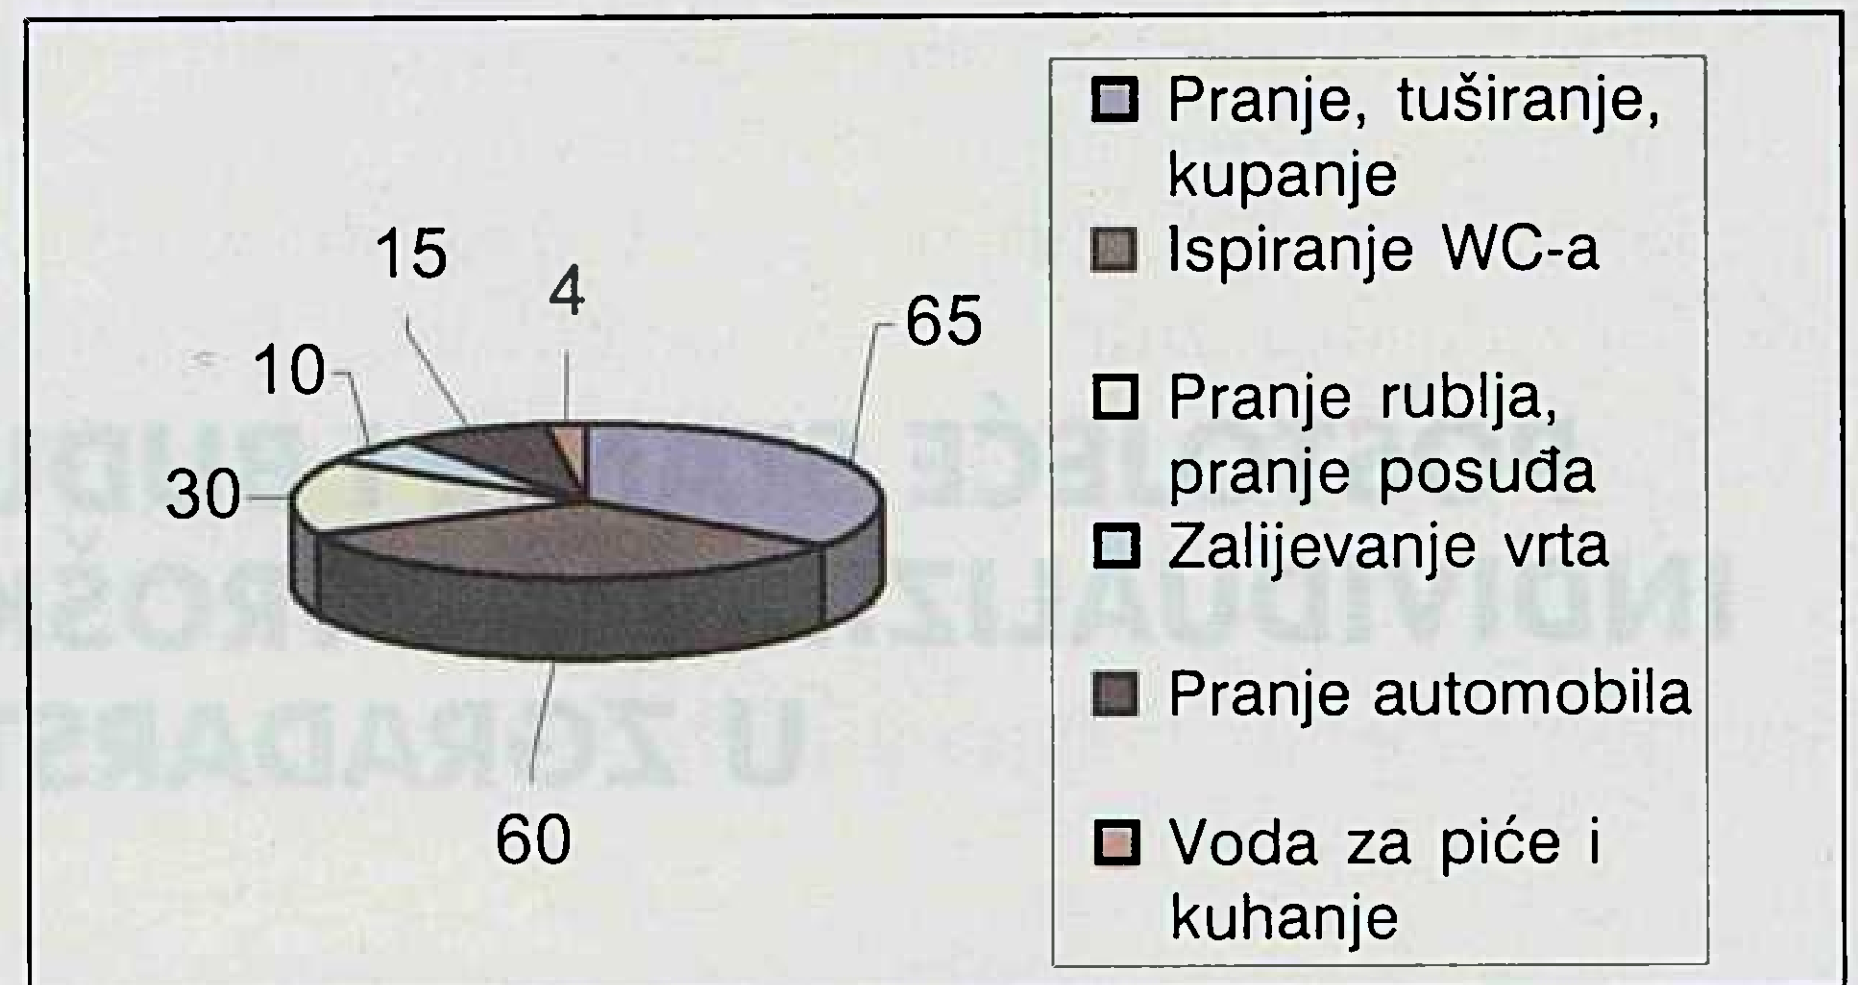 15
4
65
10
30
60
Pranje, tuširanje,
kupanje
Ispiranje WC-a
Pranje rublja,
pranje posuđa
Zalijevanje vrta
Pranje automobila
Voda za piće i
kuhanje